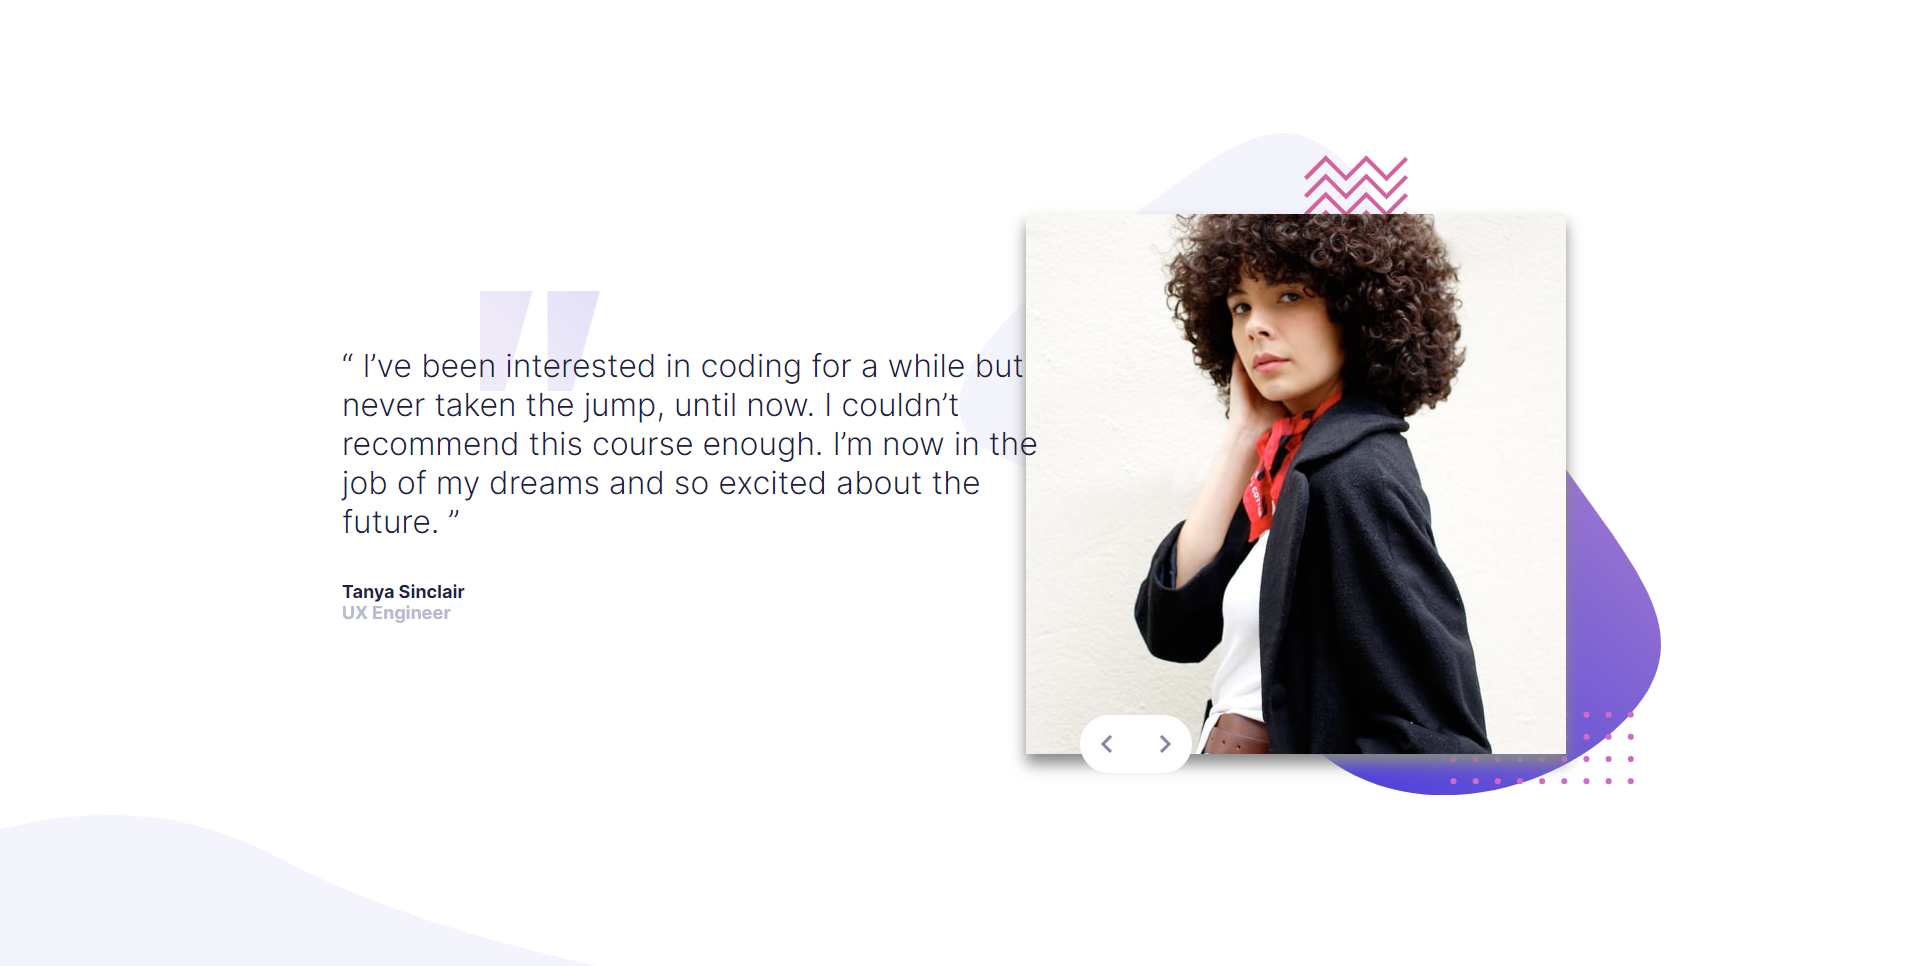 “ I’ve been interested in coding for a while but
never taken the jump, until now. I couldn’t
recommend this course enough. I’m now in the
job of my dreams and so excited about the
future. ”
Tanya Sinclair
UX Engineer